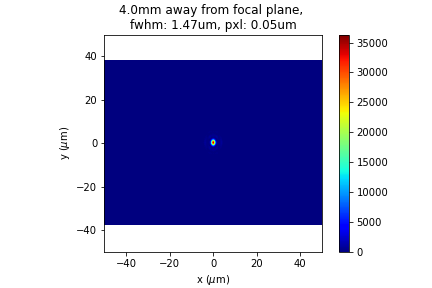 4.0mm away from focal plane,
fwhm: 1.47um, pxl: 0.05um
40
20
0
−20
−40
y (μm)
−40 −20 0 20 40
x (μm)
35000
30000
25000
20000
15000
10000
5000
0